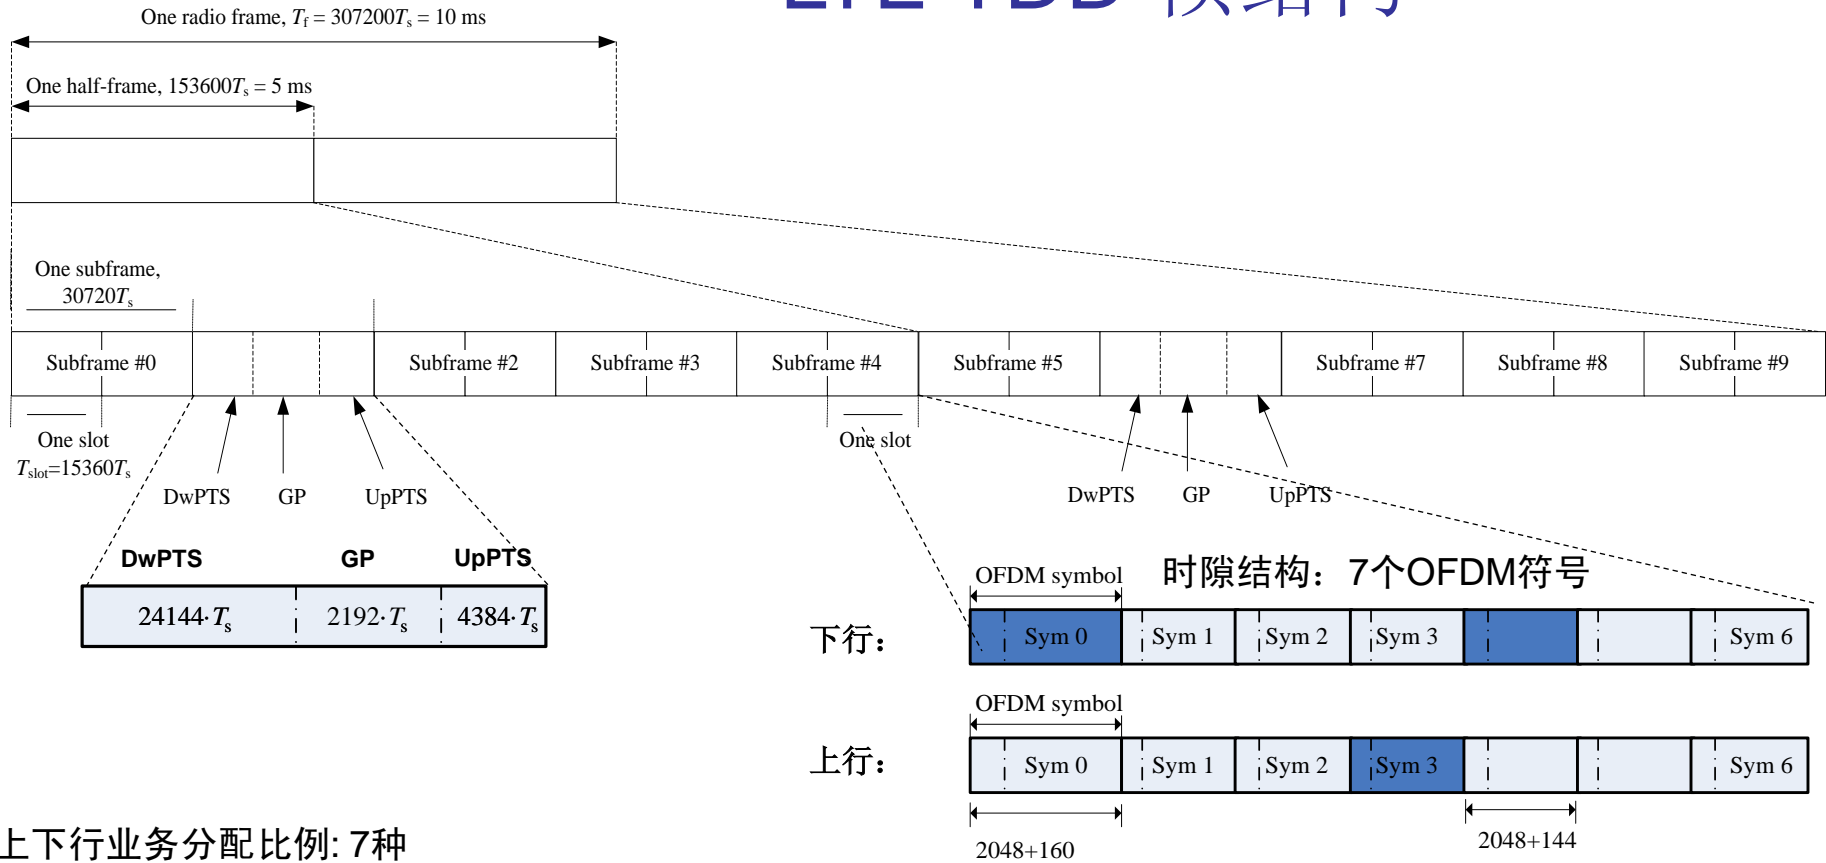 LTE TDD 帧结构
One radio frame, Tf = 307200Ts = 10 ms
One half-frame, 153600Ts = 5 ms
One subframe,
30720Ts
Subframe #0
Subframe #2
Subframe #3
Subframe #4
Subframe #5
Subframe #7
Subframe #8
Subframe #9
One slot
Tslot=15360Ts
One slot
DwPTS
GP
UpPTS
DwPTS
GP
UpPTS
DwPTS
GP
UpPTS
24144·Ts
2192·Ts
4384·Ts
时隙结构：7个OFDM符号
OFDM symbol
下行：
Sym 0
Sym 1
Sym 2
Sym 3
Sym 6
OFDM symbol
上行：
Sym 0
Sym 1
Sym 2
Sym 3
Sym 6
2048+160
2048+144
上下行业务分配比例: 7种